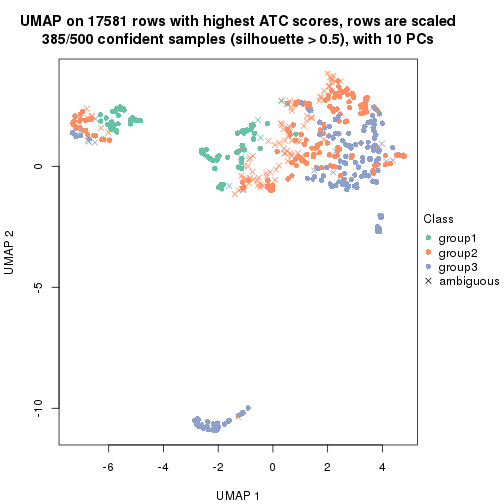 UMAP on 17581 rows with highest ATC scores, rows are scaled
385/500 confident samples (silhouette > 0.5), with 10 PCs
0
-5
-10
UMAP 2
-6
-4
-2
0
2
4
UMAP 1
Class
group1
group2
group3
ambiguous